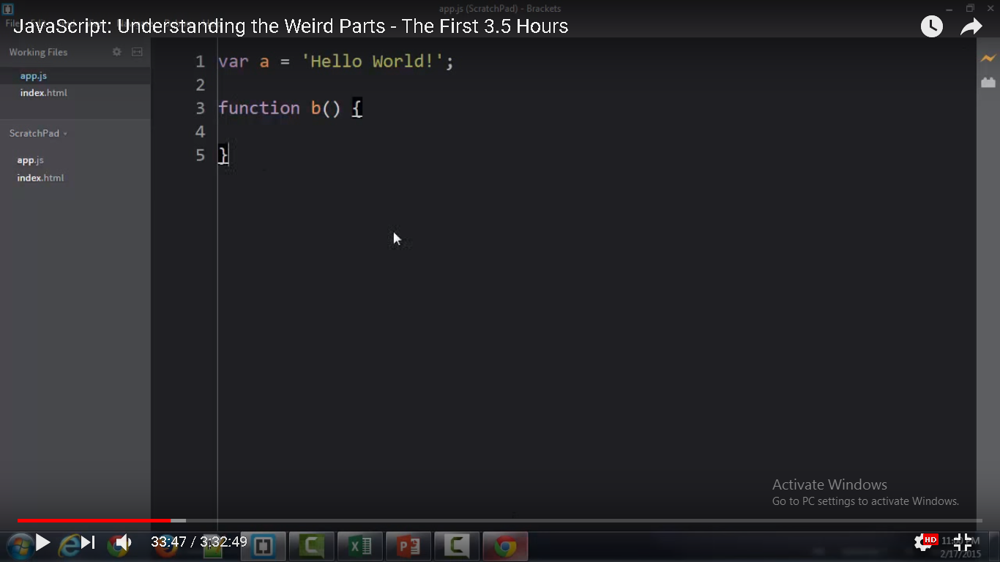 app.js (ScratchPad) - Brackets
JavaScript: Understanding the Weird Parts - The First 3.5 Hours
Working Files
app.js
index.html
ScratchPad
app.js
index.html
1 var a = 'Hello World!';
2
3 function b() {
4
5 }
Activate Windows
Go to PC settings to activate Windows.
33:47 / 3:32:49
HD
2/17/2015